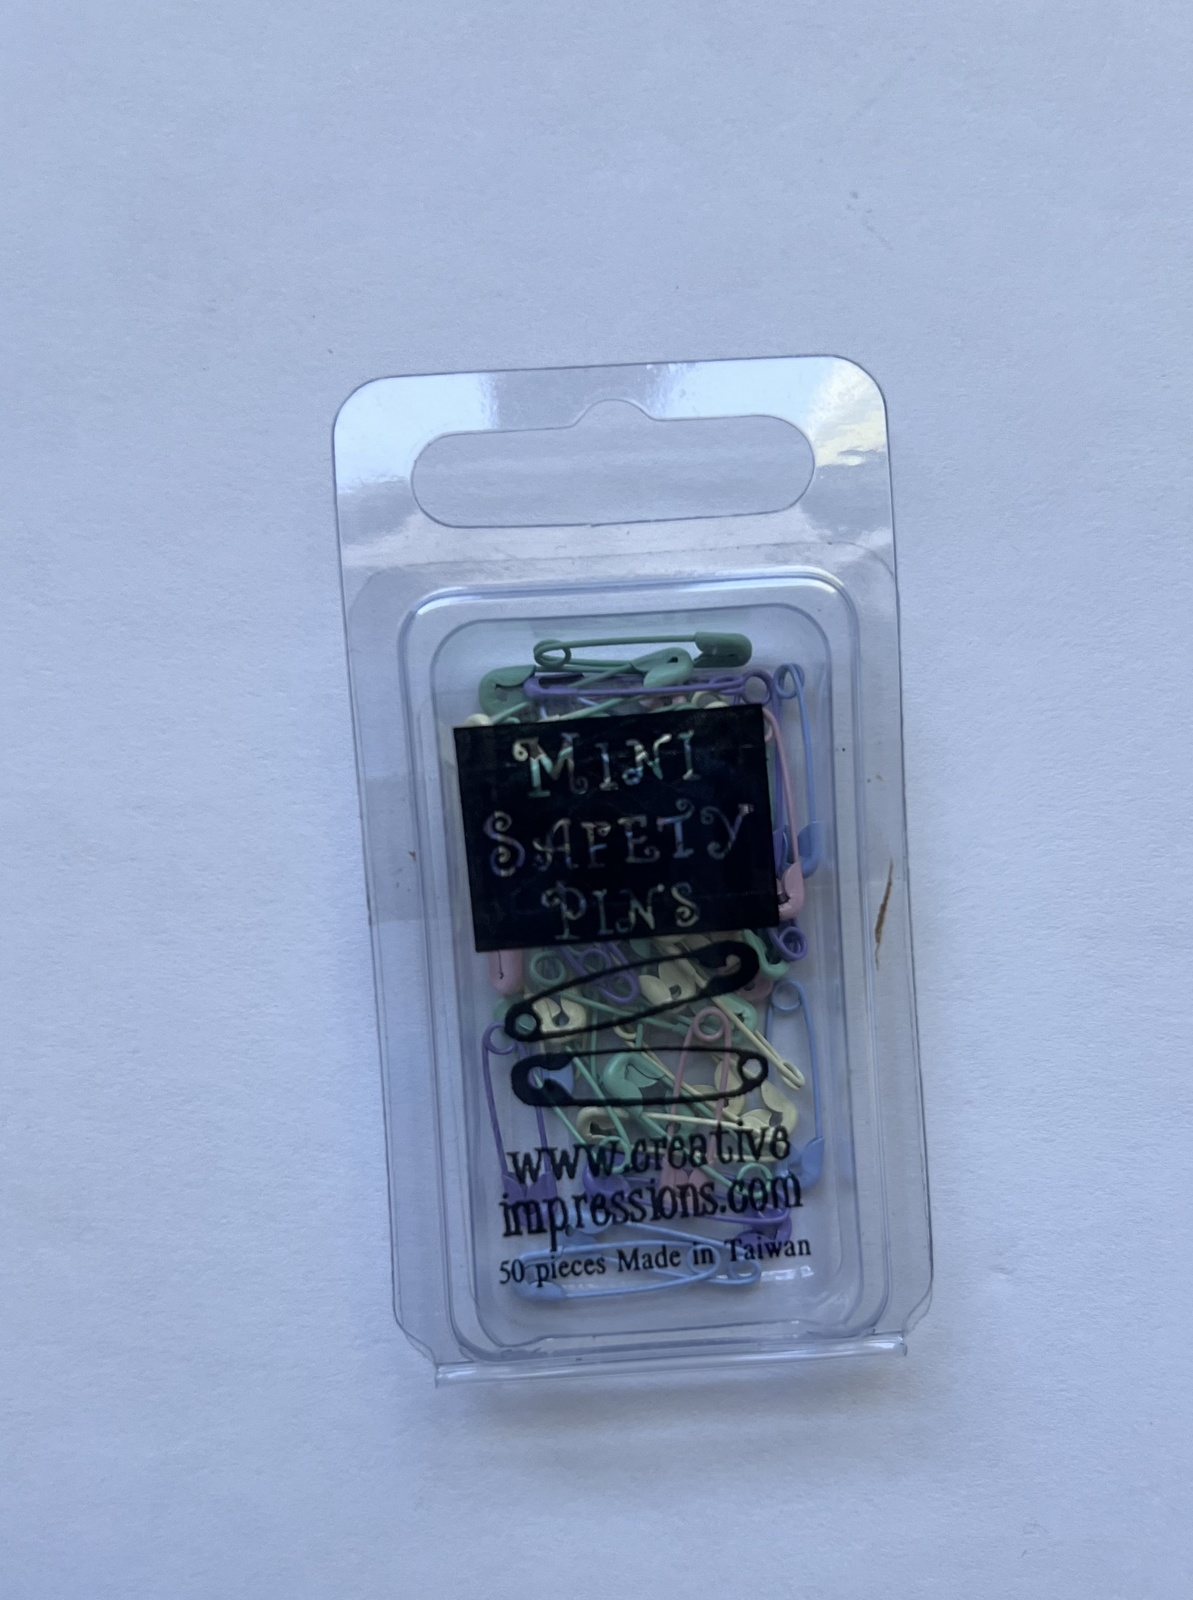 MINI
SAFETY
PINS
www.creative
impressions.com
50 pieces Made in Taiwan